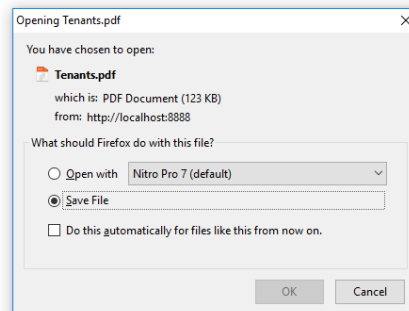 Opening Tenants.pdf
You have chosen to open:
Tenants.pdf
which is: PDF Document (123 KB)
from: http://localhost:8888
What should Firefox do with this file?
Open with Nitro Pro 7 (default)
Save File
Do this automatically for files like this from now on.
OK Cancel